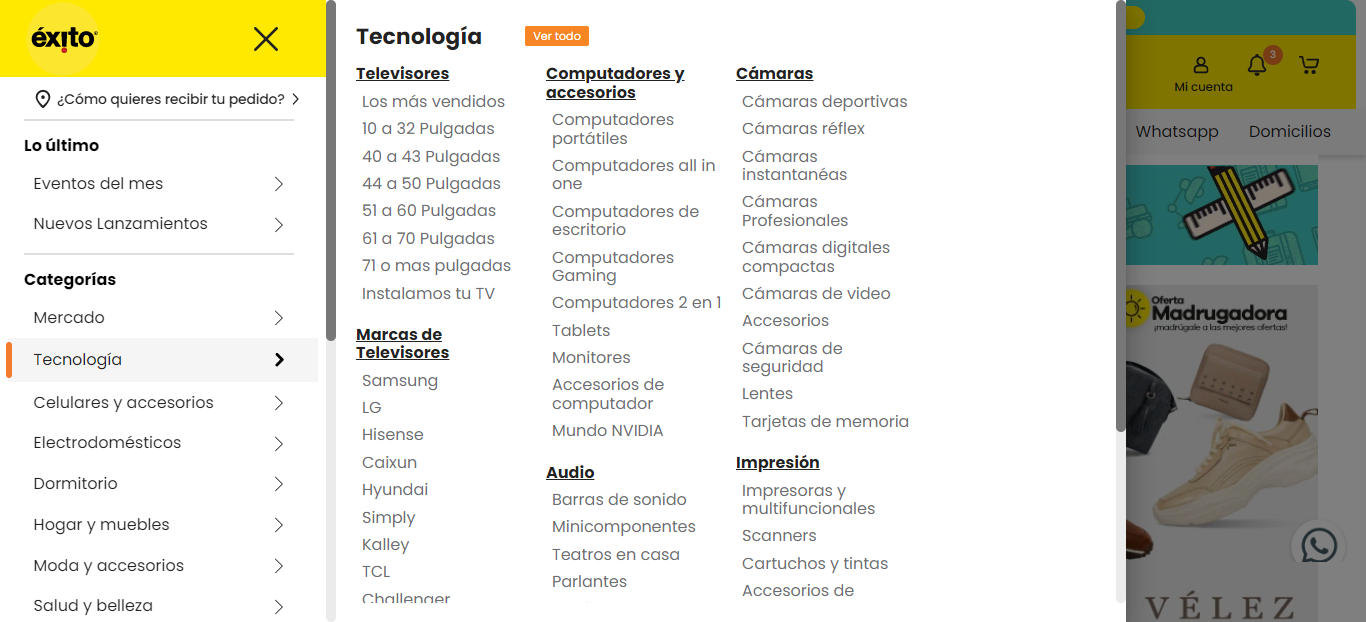 éxito
¿Cómo quieres recibir tu pedido?
Lo último
Eventos del mes
Nuevos Lanzamientos
Categorías
Mercado
Tecnología
Celulares y accesorios
Electrodomésticos
Dormitorio
Hogar y muebles
Moda y accesorios
Salud y belleza
Tecnología
Ver todo
Televisores
Los más vendidos
10 a 32 Pulgadas
40 a 43 Pulgadas
44 a 50 Pulgadas
51 a 60 Pulgadas
61 a 70 Pulgadas
71 o mas pulgadas
Instalamos tu TV
Marcas de
Televisores
Samsung
LG
Hisense
Caixun
Hyundai
Simply
Kalley
TCL
Challenger
Computadores y
accesorios
Computadores
portátiles
Computadores all in
one
Computadores de
escritorio
Computadores
Gaming
Computadores 2 en 1
Tablets
Monitores
Accesorios de
computador
Mundo NVIDIA
Audio
Barras de sonido
Minicomponentes
Teatros en casa
Parlantes
Cámaras
Cámaras deportivas
Cámaras réflex
Cámaras
instantanéas
Cámaras
Profesionales
Cámaras digitales
compactas
Cámaras de video
Accesorios
Cámaras de
seguridad
Lentes
Tarjetas de memoria
Impresión
Impresoras y
multifuncionales
Scanners
Cartuchos y tintas
Accesorios de
3
Mi cuenta
Whatsapp
Domicilios
Oferta
Madrugadora
¡madrúgale a las mejores ofertas!
VÉLEZ